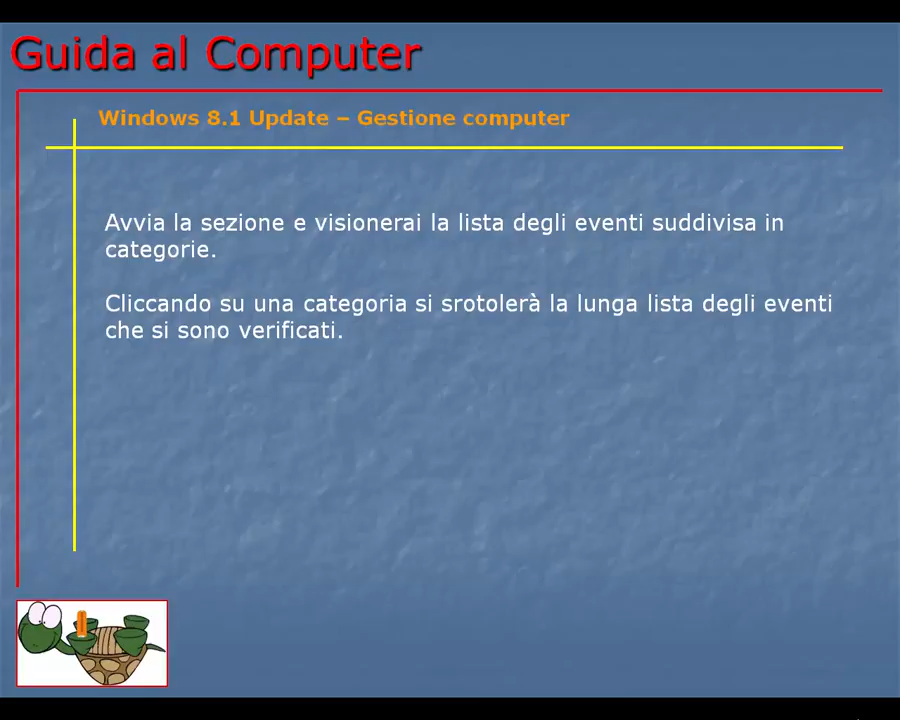 Guida al Computer
Windows 8.1 Update – Gestione computer
Avvia la sezione e visionerai la lista degli eventi suddivisa in
categorie.
Cliccando su una categoria si srotolerà la lunga lista degli eventi
che si sono verificati.